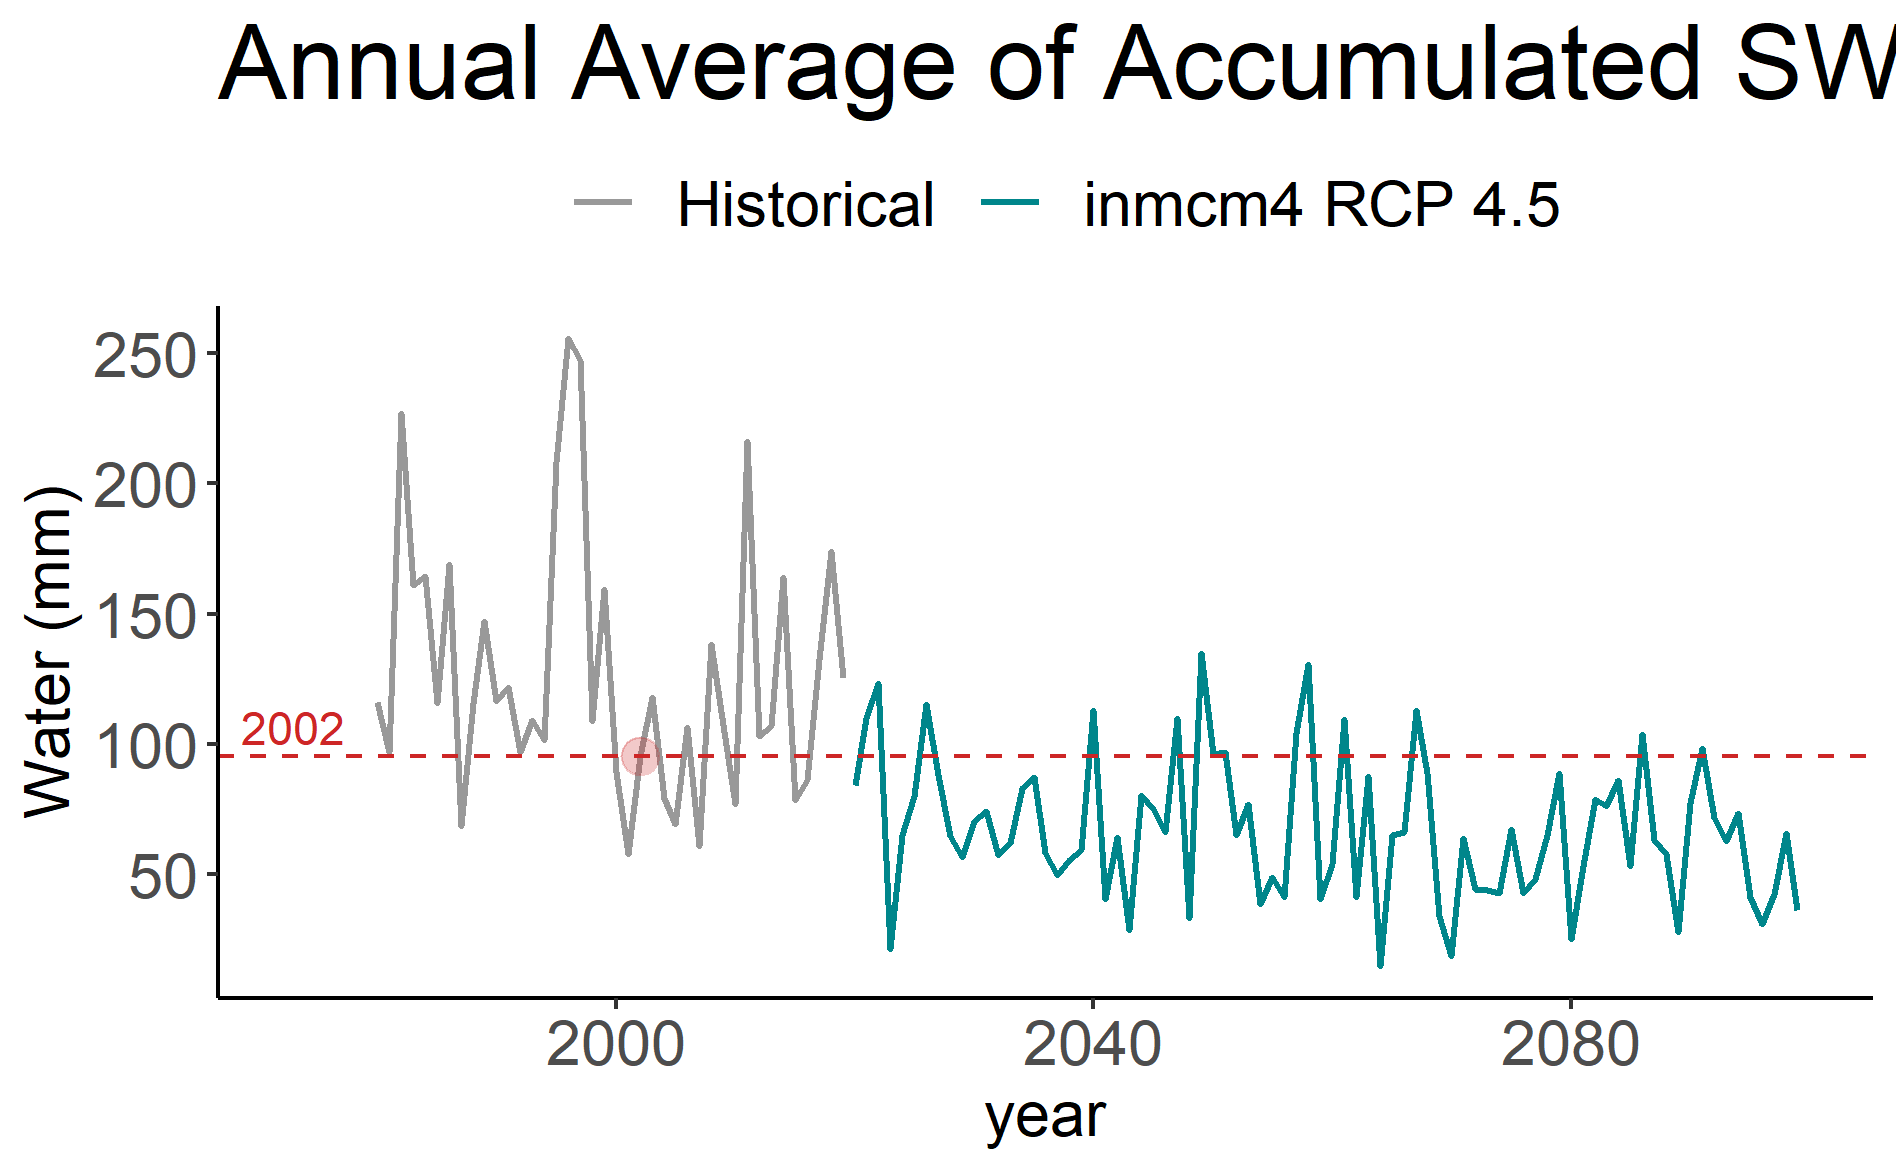 Annual Average of Accumulated SW
Historical inmcm4 RCP 4.5
Water (mm)
250
200
150
100
50
2002
2000 2040 2080
year